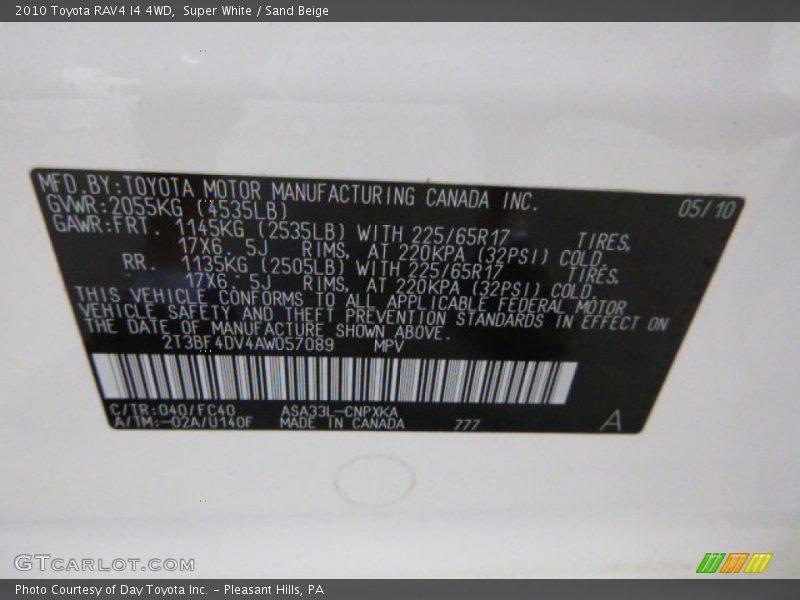 2010 Toyota RAV4 I4 4WD,  Super White / Sand Beige
MFD.BY:TOYOTA MOTOR MANUFACTURING CANADA INC. 05/10
GVWR:2055KG (4535LB)
GAWR:FRT. 1145KG (2535LB) WITH 225/65R17 TIRES,
17X6.5J RIMS, AT 220KPA (32PSI) COLD.
RR. 1135KG (2505LB) WITH 225/65R17 TIRES,
17X6.5J RIMS, AT 220KPA (32PSI) COLD.
THIS VEHICLE CONFORMS TO ALL APPLICABLE FEDERAL MOTOR
VEHICLE SAFETY AND THEFT PREVENTION STANDARDS IN EFFECT ON
THE DATE OF MANUFACTURE SHOWN ABOVE.
2T3BF4DV4AW057089 MPV
C/TR:040/FC40 ASA33L-CNPXKA
A/TM:-02A/U140F MADE IN CANADA 777 A
GTCARLOT.COM
Photo Courtesy of Day Toyota Inc. - Pleasant Hills, PA